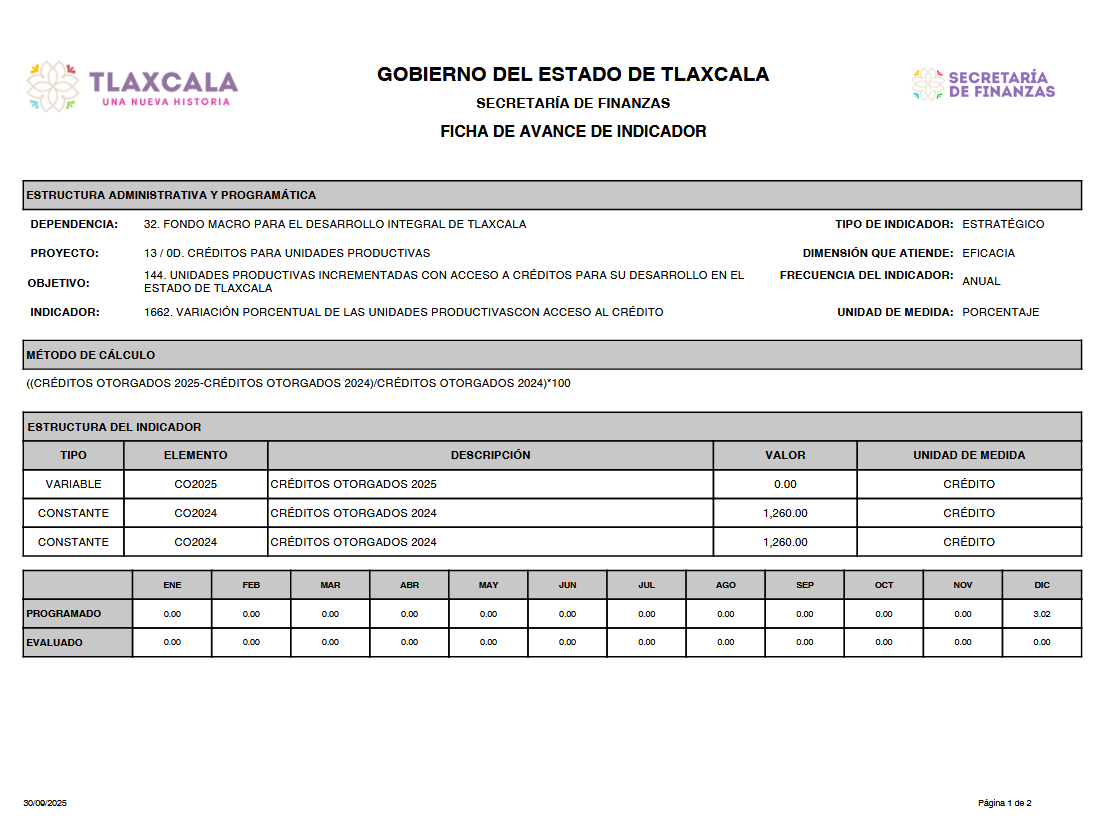 TLAXCALA
UNA NUEVA HISTORIA
GOBIERNO DEL ESTADO DE TLAXCALA
SECRETARÍA DE FINANZAS
FICHA DE AVANCE DE INDICADOR
SECRETARÍA
DE FINANZAS
ESTRUCTURA ADMINISTRATIVA Y PROGRAMÁTICA
DEPENDENCIA: 32. FONDO MACRO PARA EL DESARROLLO INTEGRAL DE TLAXCALA TIPO DE INDICADOR: ESTRATÉGICO
PROYECTO: 13 / 0D. CRÉDITOS PARA UNIDADES PRODUCTIVAS DIMENSIÓN QUE ATIENDE: EFICACIA
OBJETIVO: 144. UNIDADES PRODUCTIVAS INCREMENTADAS CON ACCESO A CRÉDITOS PARA SU DESARROLLO EN EL
ESTADO DE TLAXCALA
FRECUENCIA DEL INDICADOR: ANUAL
INDICADOR: 1662. VARIACIÓN PORCENTUAL DE LAS UNIDADES PRODUCTIVASCON ACCESO AL CRÉDITO UNIDAD DE MEDIDA: PORCENTAJE
MÉTODO DE CÁLCULO
((CRÉDITOS OTORGADOS 2025-CRÉDITOS OTORGADOS 2024)/CRÉDITOS OTORGADOS 2024)*100
ESTRUCTURA DEL INDICADOR
TIPO ELEMENTO DESCRIPCIÓN VALOR UNIDAD DE MEDIDA
VARIABLE CO2025 CRÉDITOS OTORGADOS 2025 0.00 CRÉDITO
CONSTANTE CO2024 CRÉDITOS OTORGADOS 2024 1,260.00 CRÉDITO
CONSTANTE CO2024 CRÉDITOS OTORGADOS 2024 1,260.00 CRÉDITO
ENE FEB MAR ABR MAY JUN JUL AGO SEP OCT NOV DIC
PROGRAMADO 0.00 0.00 0.00 0.00 0.00 0.00 0.00 0.00 0.00 0.00 0.00 3.02
EVALUADO 0.00 0.00 0.00 0.00 0.00 0.00 0.00 0.00 0.00 0.00 0.00 0.00
30/09/2025 Página 1 de 2